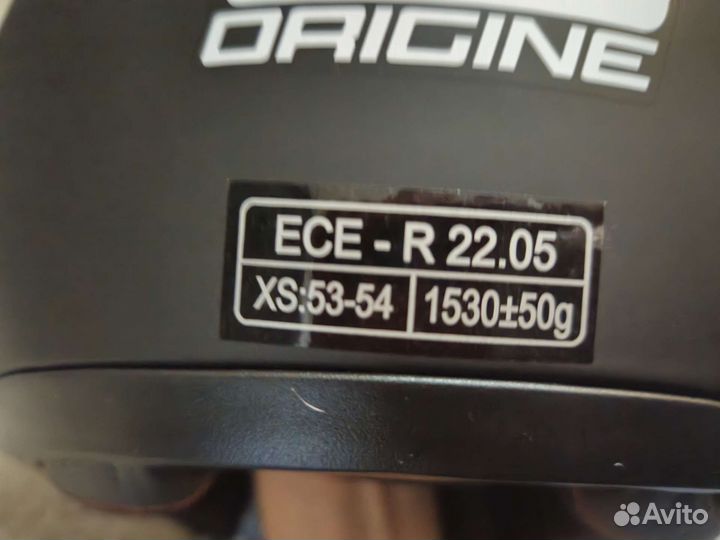 ORIGINE
ECE - R 22.05
XS:53-54 1530±50g
Avito